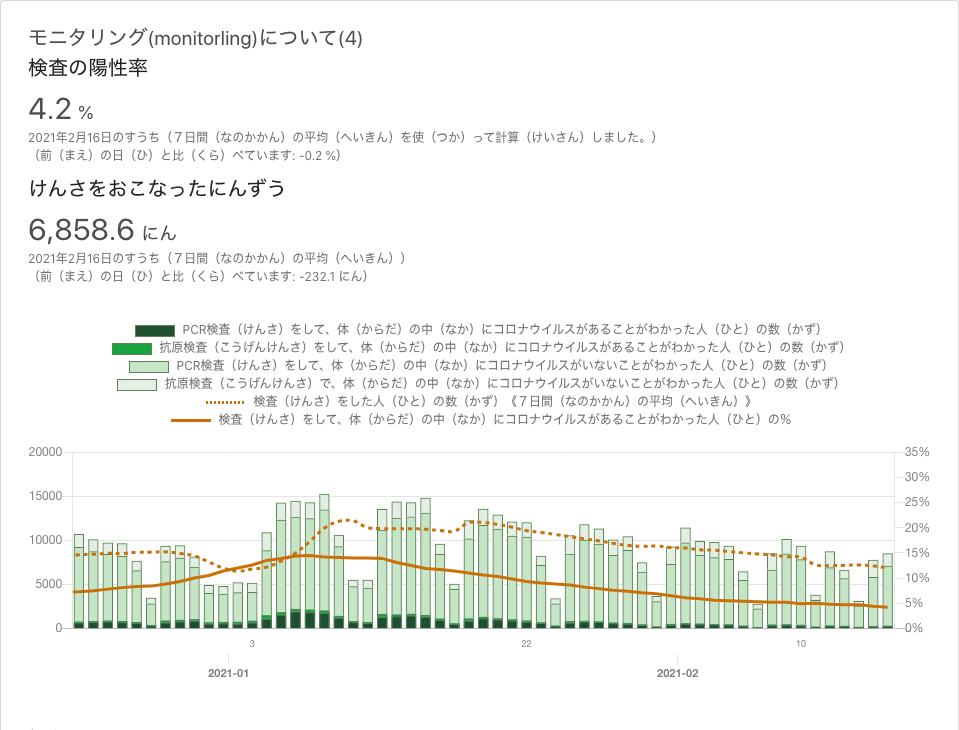 モニタリング(monitorling)について(4)
検査の陽性率
4.2 %
2021年2月16日のすうち（７日間（なのかかん）の平均（へいきん）を使（つか）って計算（けいさん）しました。）
（前（まえ）の日（ひ）と比（くら）べています: -0.2 %）
けんさをおこなったにんずう
6,858.6 にん
2021年2月16日のすうち（７日間（なのかかん）の平均（へいきん））
（前（まえ）の日（ひ）と比（くら）べています: -232.1 にん）
PCR検査（けんさ）をして、体（からだ）の中（なか）にコロナウイルスがあることがわかった人（ひと）の数（かず）
抗原検査（こうげんけんさ）をして、体（からだ）の中（なか）にコロナウイルスがあることがわかった人（ひと）の数（かず）
PCR検査（けんさ）をして、体（からだ）の中（なか）にコロナウイルスがいないことがわかった人（ひと）の数（かず）
抗原検査（こうげんけんさ）で、体（からだ）の中（なか）にコロナウイルスがいないことがわかった人（ひと）の数（かず）
検査（けんさ）をした人（ひと）の数（かず）《７日間（なのかかん）の平均（へいきん）》
検査（けんさ）をして、体（からだ）の中（なか）にコロナウイルスがあることがわかった人（ひと）の%
20000 35%
30%
15000 25%
20%
10000 15%
5000 10%
5%
0 0%
3 22 10
2021-01 2021-02